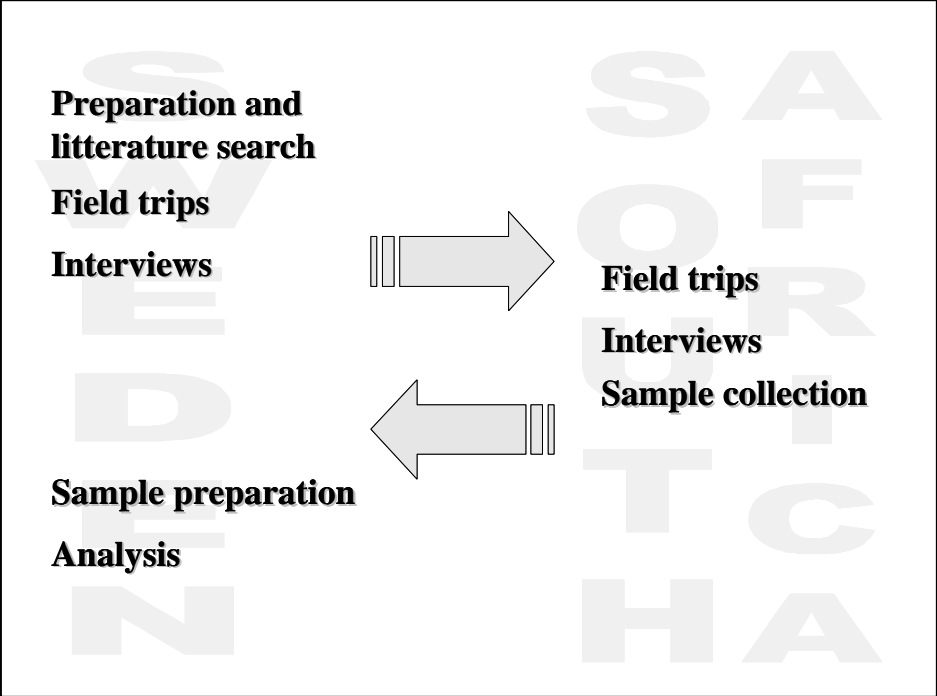 SWEDEN
Preparation and
litterature search
Field trips
Interviews
Sample preparation
Analysis
SOUTH
AFRICA
Field trips
Interviews
Sample collection